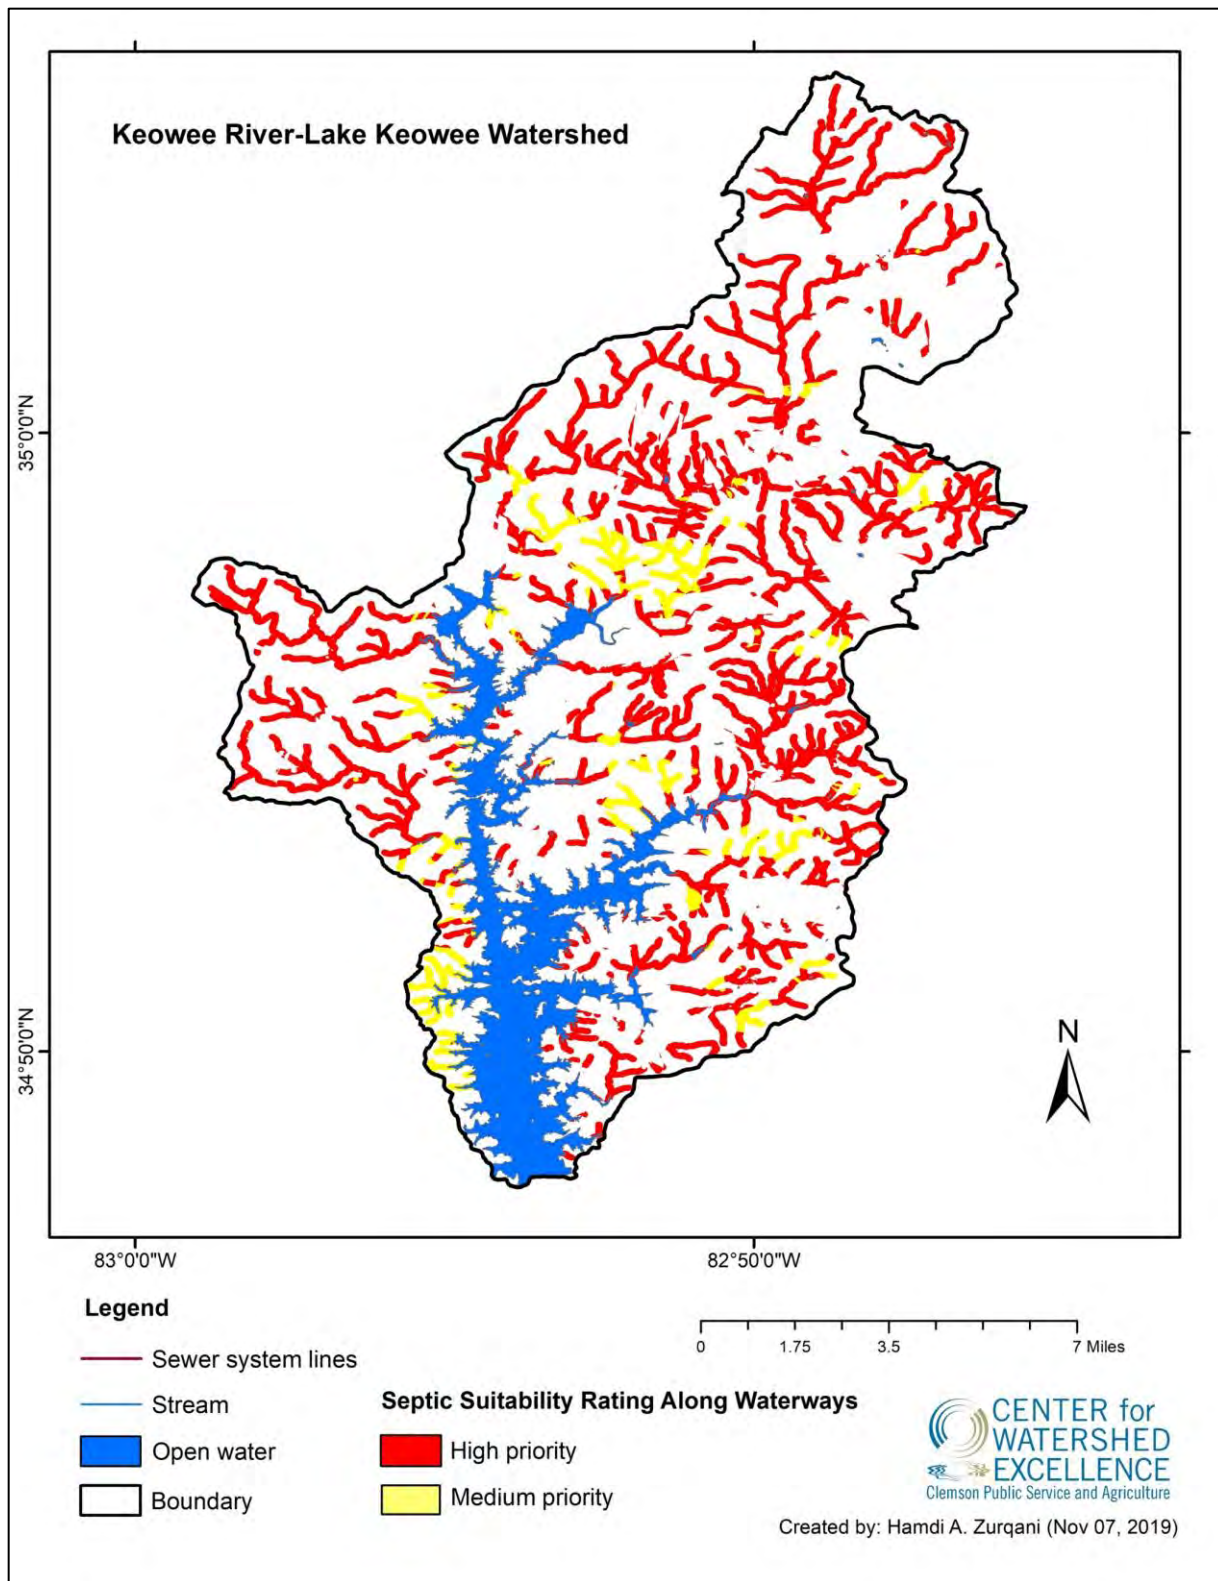 Keowee River-Lake Keowee Watershed
35°0'0"N
34°50'0"N
N
83°0'0"W
82°50'0"W
Legend
Sewer system lines
Stream
Open water
Boundary
Septic Suitability Rating Along Waterways
High priority
Medium priority
0 1.75 3.5 7 Miles
CENTER for
WATERSHED
EXCELLENCE
Clemson Public Service and Agriculture
Created by: Hamdi A. Zurqani (Nov 07, 2019)